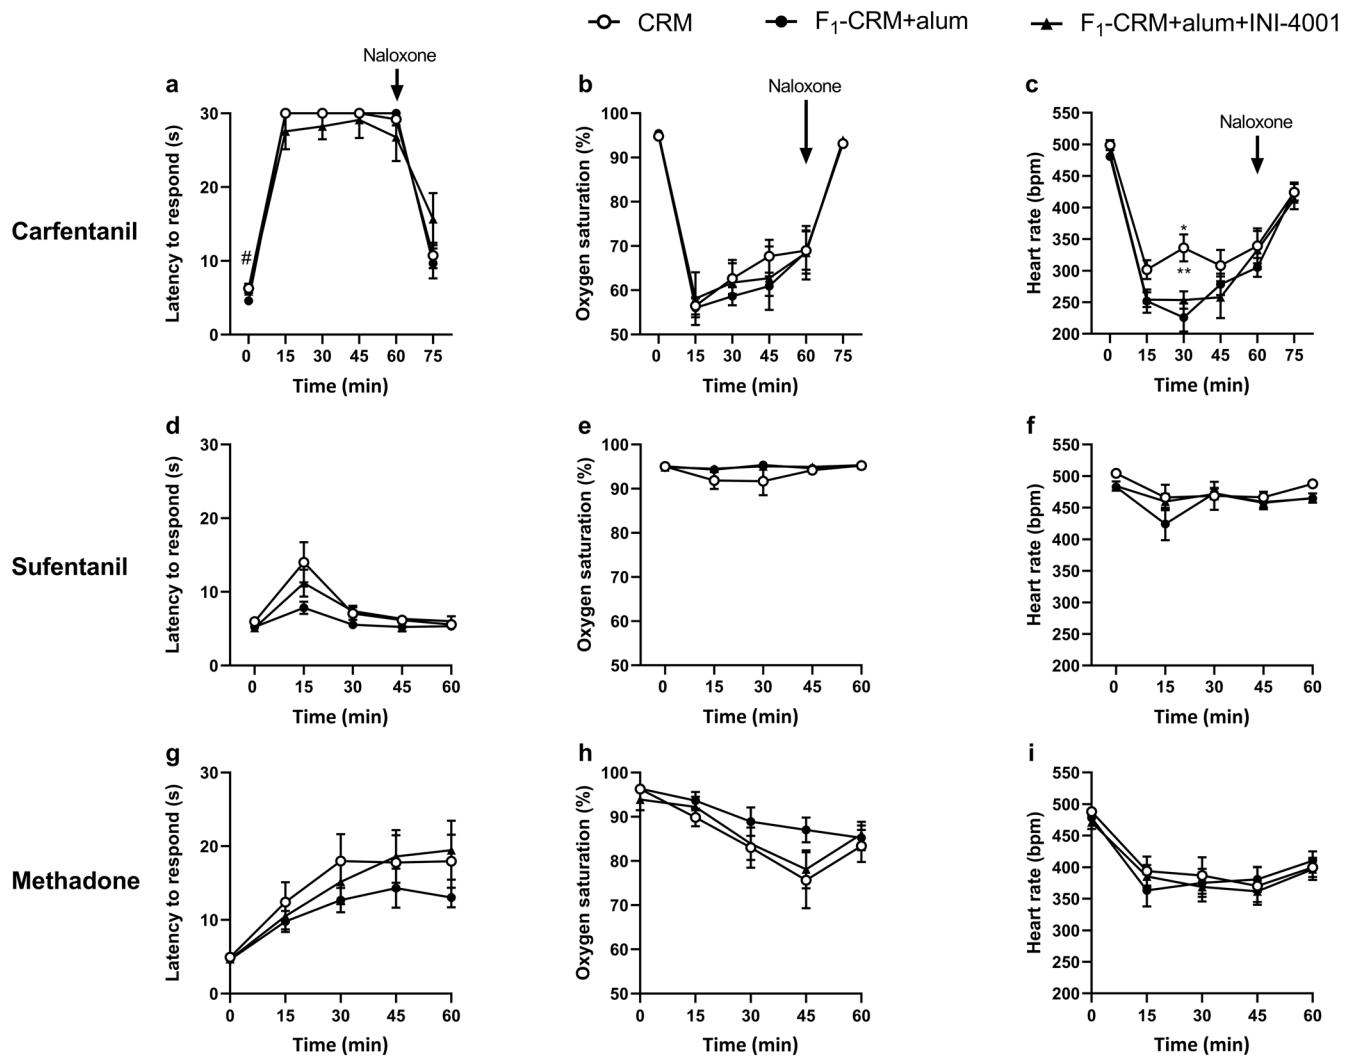 CRM F₁-CRM+alum F₁-CRM+alum+INI-4001
Carfentanil
a
Naloxone
Latency to respond (s)
30
20
10
0
#
0 15 30 45 60 75
Time (min)
b
Naloxone
Oxygen saturation (%)
100
90
80
70
60
50
0 15 30 45 60 75
Time (min)
c
Naloxone
Heart rate (bpm)
550
500
450
400
350
300
250
200
*
**
0 15 30 45 60 75
Time (min)
Sufentanil
d
Latency to respond (s)
30
20
10
0
0 15 30 45 60
Time (min)
e
Oxygen saturation (%)
100
90
80
70
60
50
0 15 30 45 60
Time (min)
f
Heart rate (bpm)
550
500
450
400
350
300
250
200
0 15 30 45 60
Time (min)
Methadone
g
Latency to respond (s)
30
20
10
0
0 15 30 45 60
Time (min)
h
Oxygen saturation (%)
100
90
80
70
60
50
0 15 30 45 60
Time (min)
i
Heart rate (bpm)
550
500
450
400
350
300
250
200
0 15 30 45 60
Time (min)